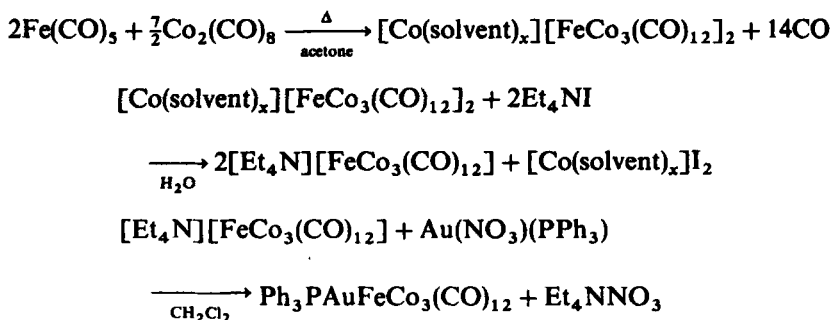 2Fe(CO)₅ + 7/2Co₂(CO)₈ —Δ/acetone→ [Co(solvent)ₓ][FeCo₃(CO)₁₂]₂ + 14CO
[Co(solvent)ₓ][FeCo₃(CO)₁₂]₂ + 2Et₄NI
—H₂O→ 2[Et₄N][FeCo₃(CO)₁₂] + [Co(solvent)ₓ]I₂
[Et₄N][FeCo₃(CO)₁₂] + Au(NO₃)(PPh₃)
—CH₂Cl₂→ Ph₃PAuFeCo₃(CO)₁₂ + Et₄NNO₃